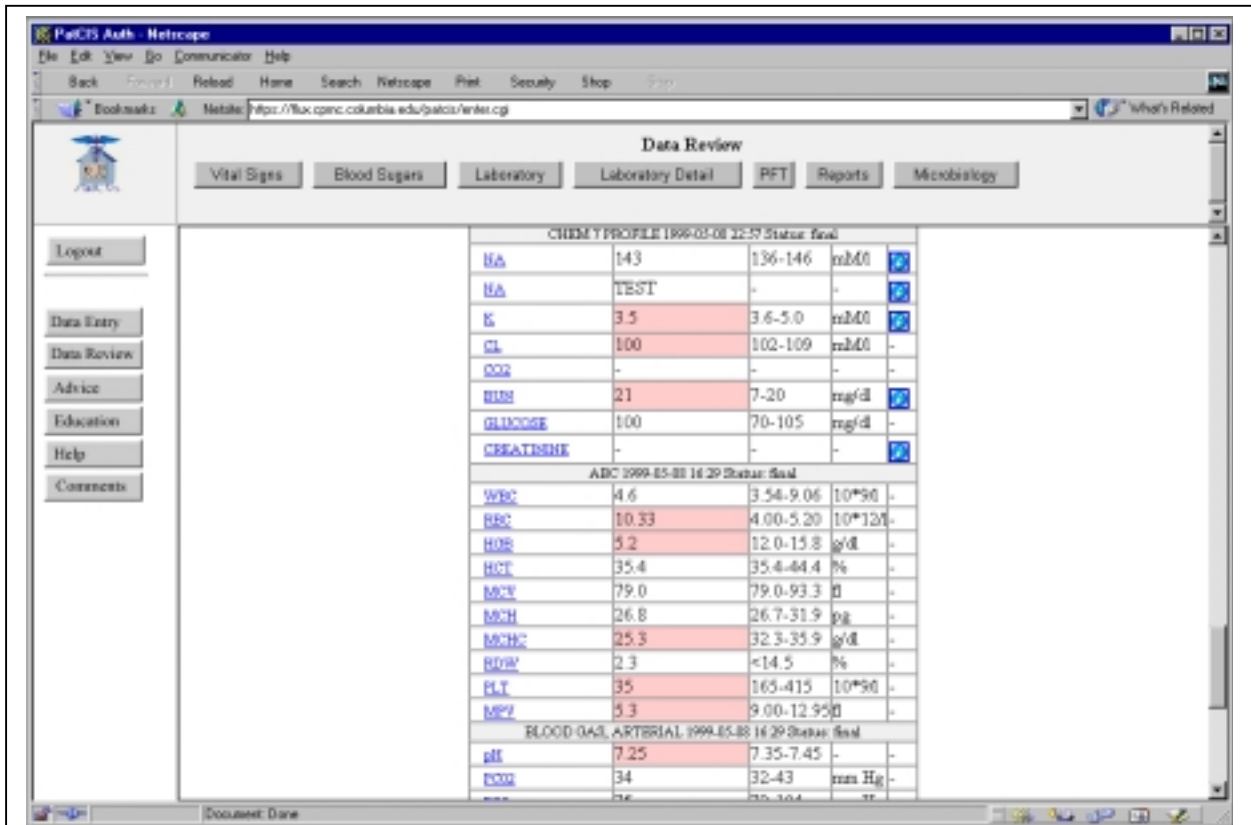 PatCIS Auth - Netscape
File Edit View Go Communicator Help
Back Forward Reload Home Search Netscape Print Security Shop Stop
Bookmarks Netsite: https://flux.cpmc.columbia.edu/patcis/enter.cgi What's Related
Data Review
Vital Signs Blood Sugars Laboratory Laboratory Detail PFT Reports Microbiology
Logout
Data Entry
Data Review
Advice
Education
Help
Comments
CHEM 7 PROFILE 1999-05-08 22:57 Status: final
NA 143 136-146 mM/l
NA TEST - -
K 3.5 3.6-5.0 mM/l
CL 100 102-109 mM/l -
CO2 - - - -
BUN 21 7-20 mg/dl
GLUCOSE 100 70-105 mg/dl -
CREATININE - - -
ABC 1999-05-08 16:29 Status: final
WBC 4.6 3.54-9.06 10*9/l -
RBC 10.33 4.00-5.20 10*12/l -
HGB 5.2 12.0-15.8 g/dl -
HCT 35.4 35.4-44.4 % -
MCV 79.0 79.0-93.3 fl -
MCH 26.8 26.7-31.9 pg -
MCHC 25.3 32.3-35.9 g/dl -
RDW 2.3 <14.5 % -
PLT 35 165-415 10*9/l -
MPV 5.3 9.00-12.95 fl -
BLOOD GAS, ARTERIAL 1999-05-08 16:29 Status: final
pH 7.25 7.35-7.45 - -
PCO2 34 32-43 mm Hg -
Document: Done